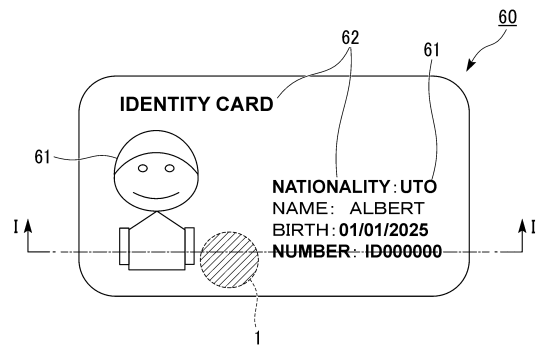 60
62
61
IDENTITY CARD
61
NATIONALITY: UTO
NAME: ALBERT
BIRTH: 01/01/2025
I I
NUMBER: ID000000
1